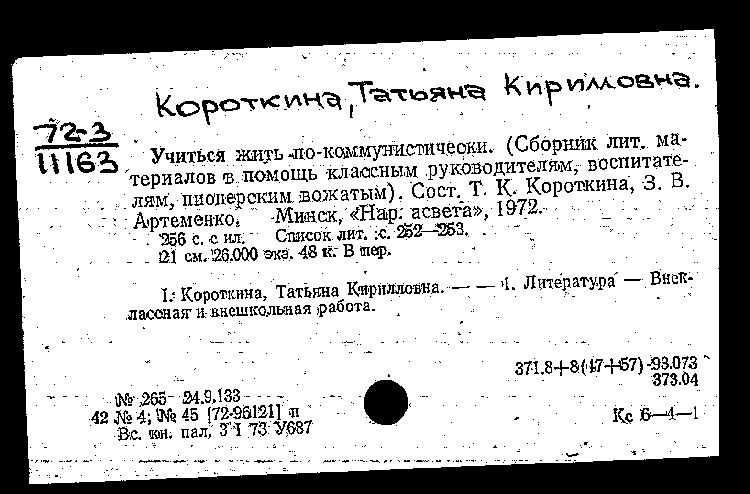 Короткина, Татьяна Кирилловна.
72-3
11163
Учиться жить по-коммунистически. (Сборник лит. ма-
териалов в помощь классным руководителям, воспитате-
лям, пионерским вожатым). Сост. Т. К. Короткина, З. В.
Артеменко. Минск, «Нар. асвета», 1972.
256 с. с ил. Список лит.: с. 252—253.
21 см. 26.000 экз. 48 к. В пер.
1. Короткина, Татьяна Кирилловна. — — 1. Литература — Внек-
лассная и внешкольная работа.
371.8+8(47+57)-93.073
373.04
№ 265 24.9.133
42 № 4; № 45 [72-96121] п
Вс. кн. пал, 3 I 73 У687
Кс 6—4—1